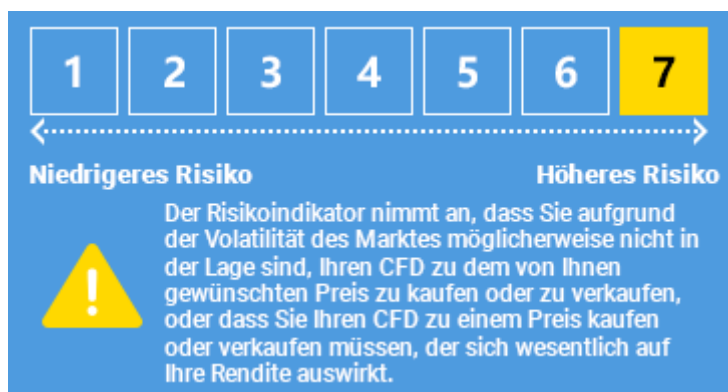 1 2 3 4 5 6 7
Niedrigeres Risiko Höheres Risiko
Der Risikoindikator nimmt an, dass Sie aufgrund
der Volatilität des Marktes möglicherweise nicht in
der Lage sind, Ihren CFD zu dem von Ihnen
gewünschten Preis zu kaufen oder zu verkaufen,
oder dass Sie Ihren CFD zu einem Preis kaufen
oder verkaufen müssen, der sich wesentlich auf
Ihre Rendite auswirkt.